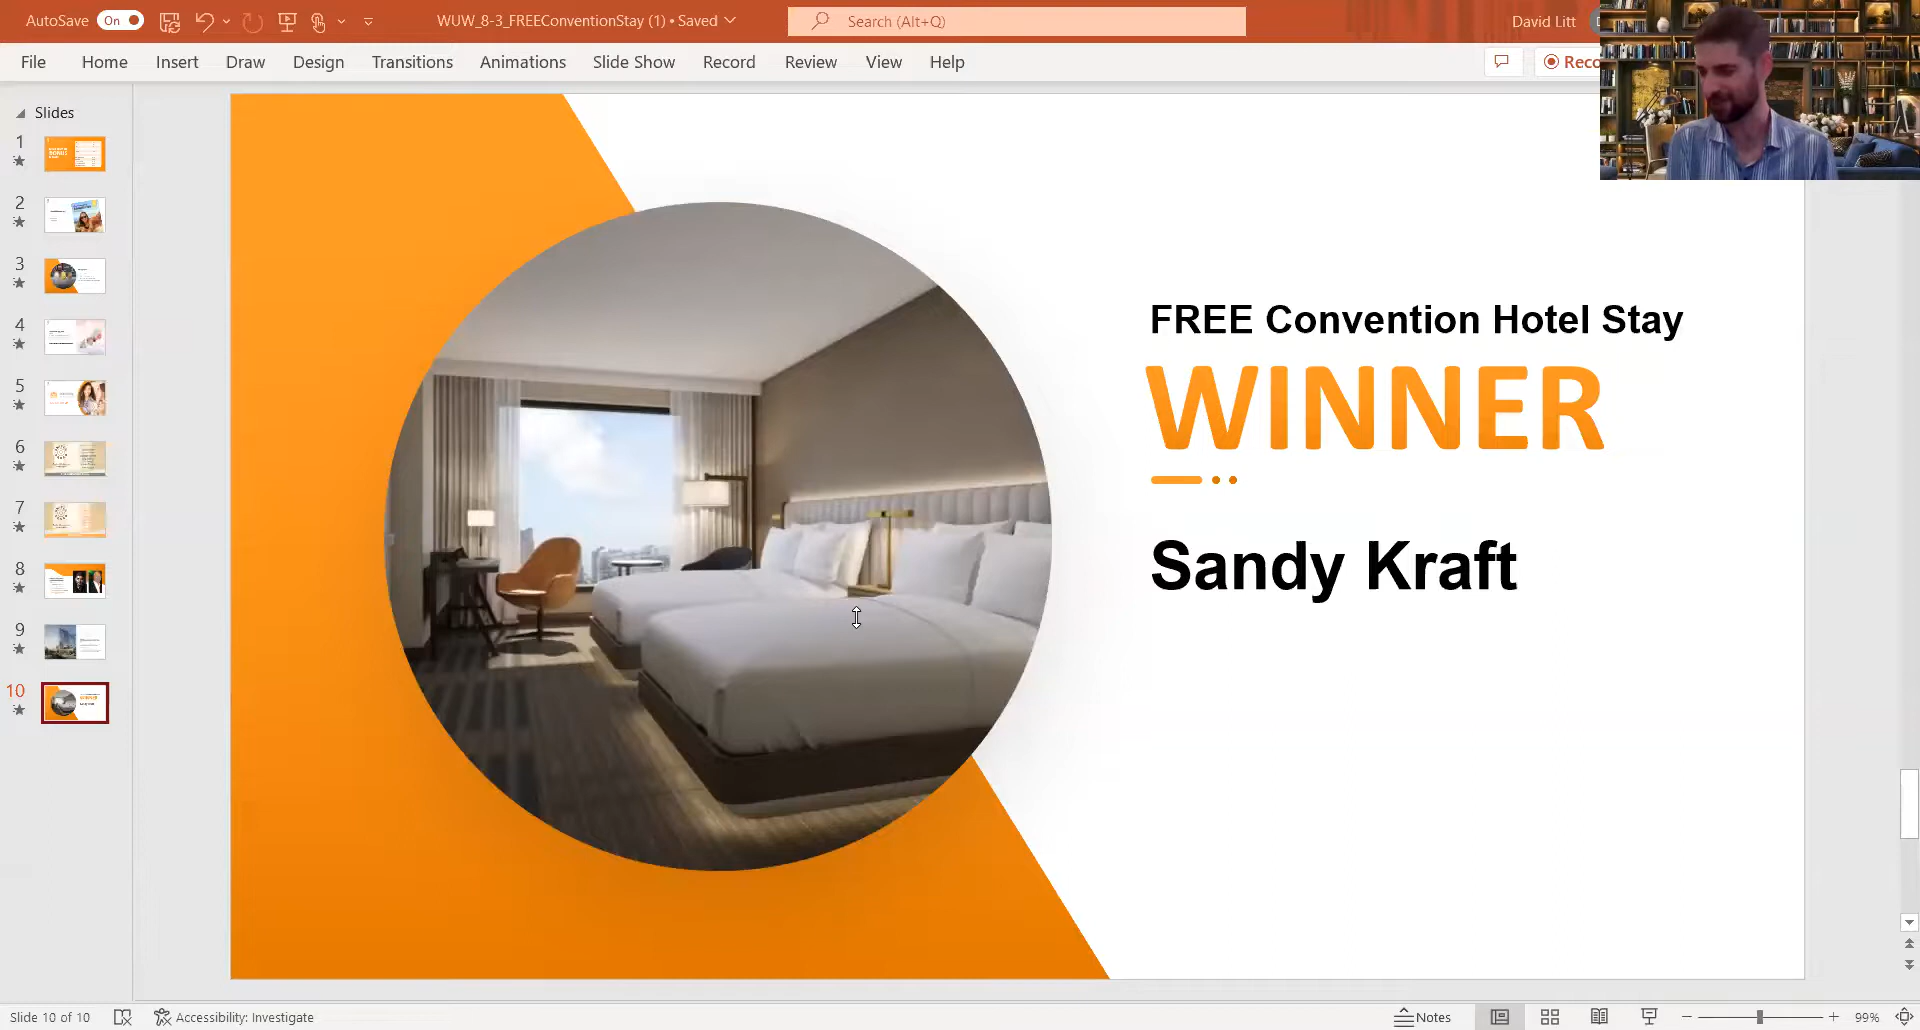 AutoSave On WUW_8-3_FREEConventionStay (1) • Saved Search (Alt+Q) David Litt
File Home Insert Draw Design Transitions Animations Slide Show Record Review View Help
Slides
1
2
3
4
5
6
7
8
9
10
FREE Convention Hotel Stay
WINNER
Sandy Kraft
Slide 10 of 10 Accessibility: Investigate Notes 99%